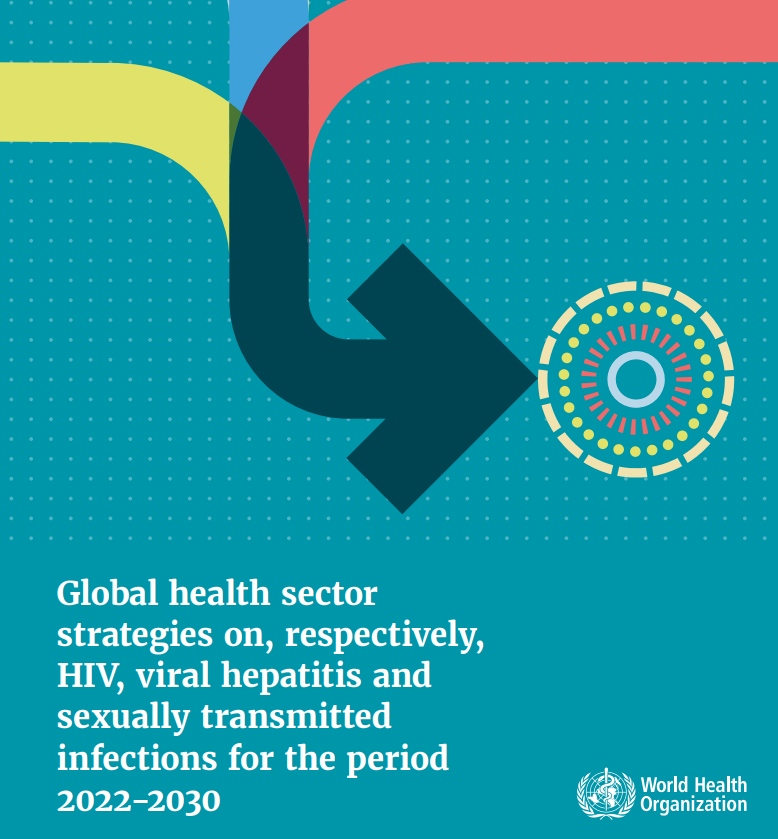 Global health sector
strategies on, respectively,
HIV, viral hepatitis and
sexually transmitted
infections for the period
2022–2030
World Health
Organization